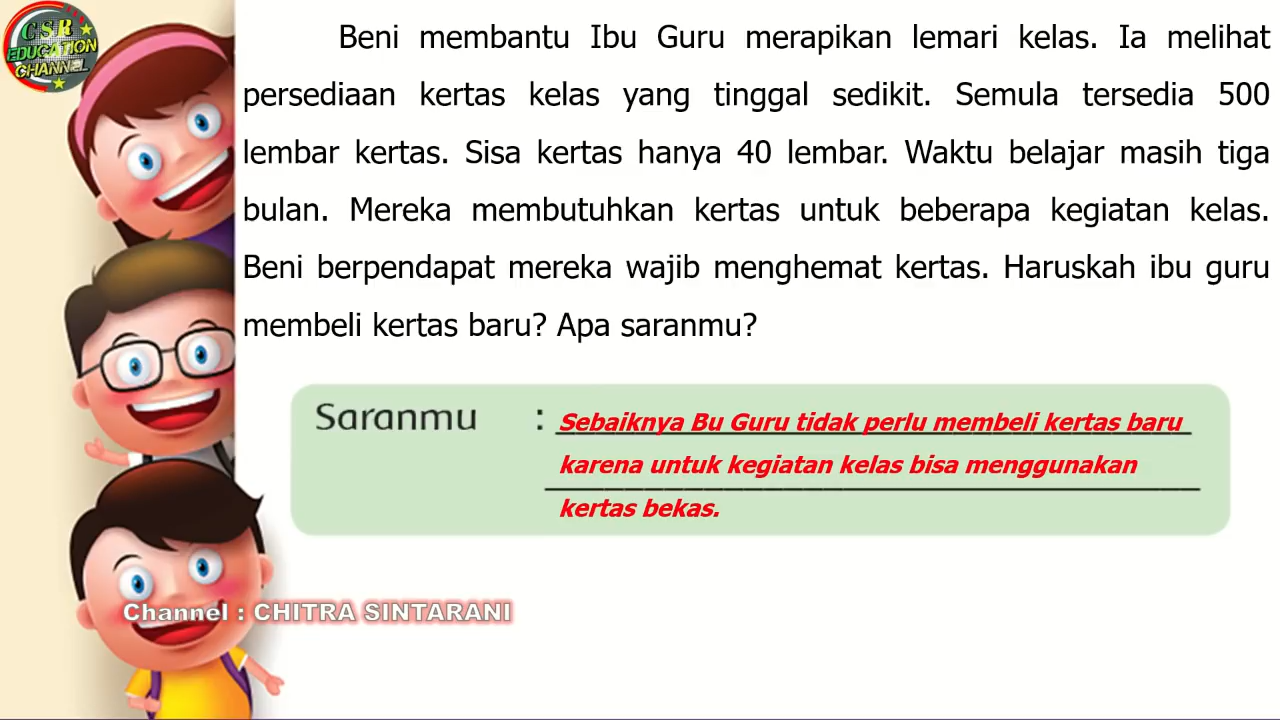 CSR
EDUCATION
CHANNEL
Beni membantu Ibu Guru merapikan lemari kelas. Ia melihat
persediaan kertas kelas yang tinggal sedikit. Semula tersedia 500
lembar kertas. Sisa kertas hanya 40 lembar. Waktu belajar masih tiga
bulan. Mereka membutuhkan kertas untuk beberapa kegiatan kelas.
Beni berpendapat mereka wajib menghemat kertas. Haruskah ibu guru
membeli kertas baru? Apa saranmu?
Saranmu : Sebaiknya Bu Guru tidak perlu membeli kertas baru
karena untuk kegiatan kelas bisa menggunakan
kertas bekas.
Channel : CHITRA SINTARANI